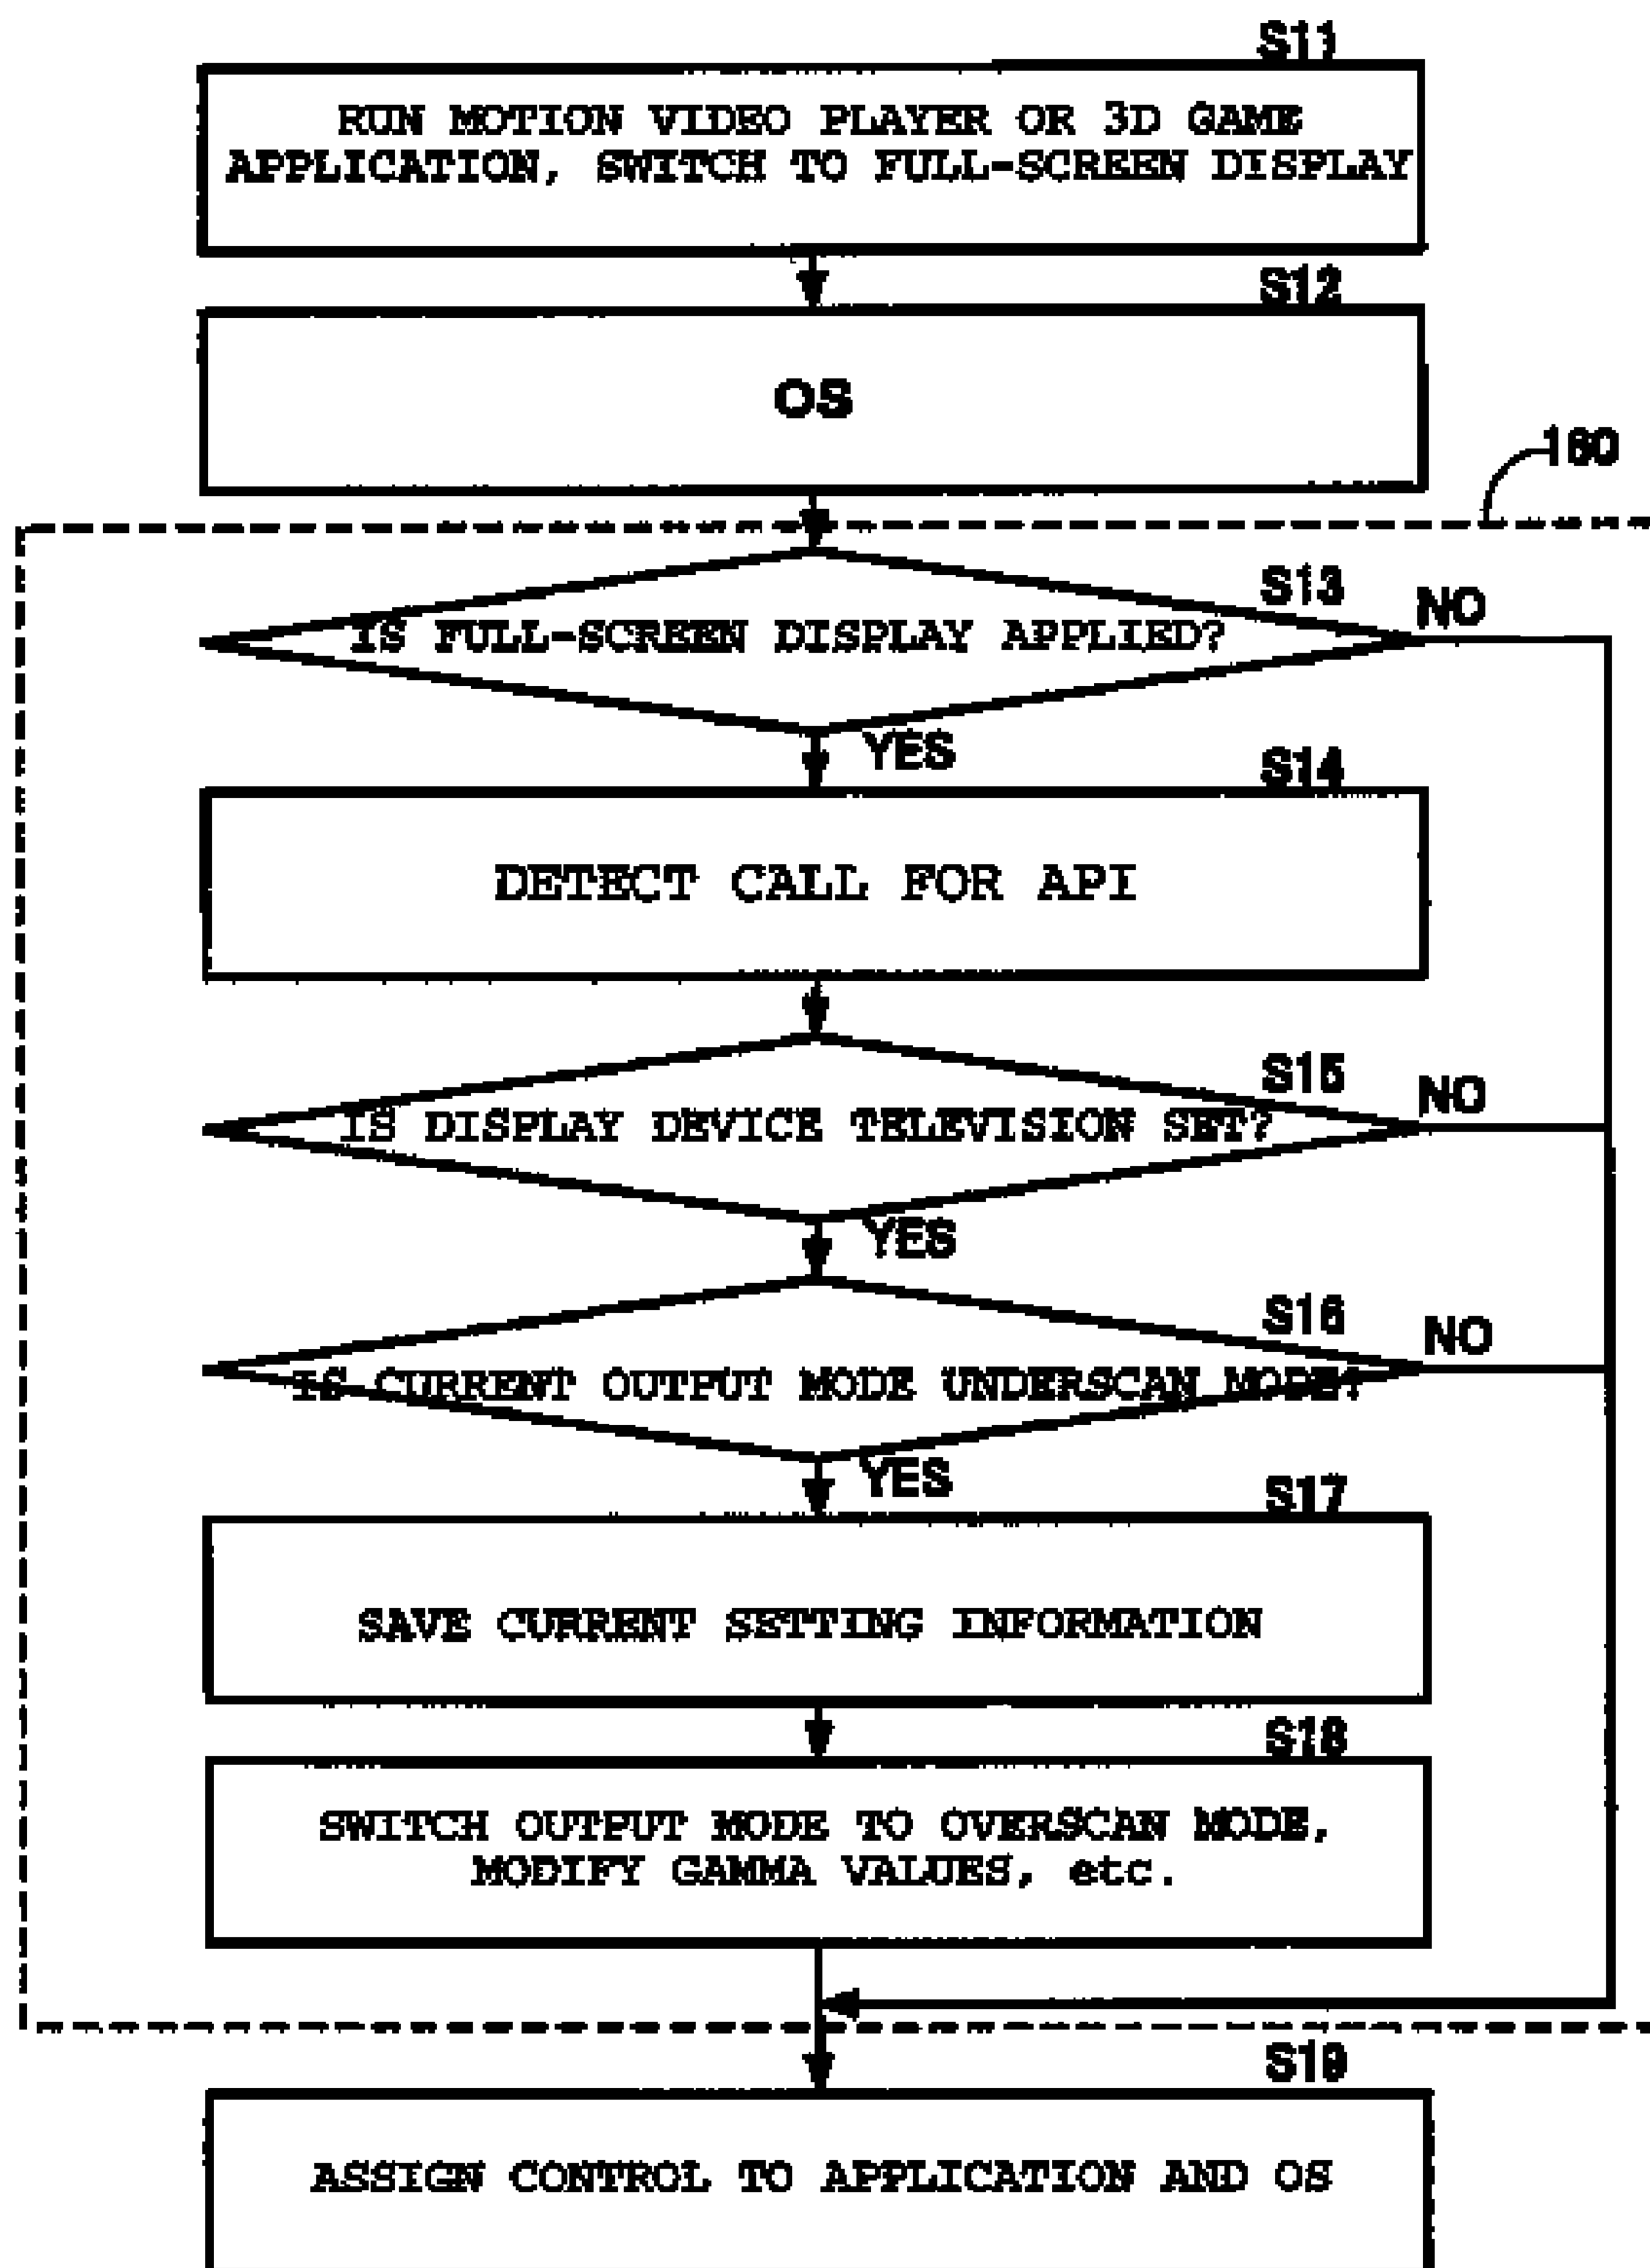 S11
RUN MOTION VIDEO PLAYER OR 3D GAME
APPLICATION, SWITCH TO FULL-SCREEN DISPLAY
S12
OS
160
S13
NO
IS FULL-SCREEN DISPLAY APPLIED?
YES
S14
DETECT CALL FOR API
S15
NO
IS DISPLAY DEVICE TELEVISION SET?
YES
S16
NO
IS CURRENT OUTPUT MODE UNDERSCAN MODE?
YES
S17
SAVE CURRENT SETTING INFORMATION
S18
SWITCH OUTPUT MODE TO OVERSCAN MODE,
MODIFY GAMMA VALUES, etc.
S19
ASSIGN CONTROL TO APPLICATION AND OS